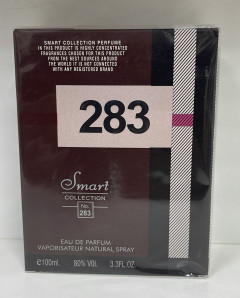 SMART COLLECTION PERFUME
IN THIS PRODUCT IS HIGHLY CONCENTRATED
FRAGRANCES CHOSEN FOR THIS PRODUCT
FROM THE BEST SOURCES AROUND
THE WORLD IT IS NOT CONNECTED
WITH ANY REGISTERED BRAND
283
Smart
COLLECTION
No.
283
EAU DE PARFUM
VAPORISATEUR NATURAL SPRAY
e100ml. 80% VOL. 3.3FL.OZ